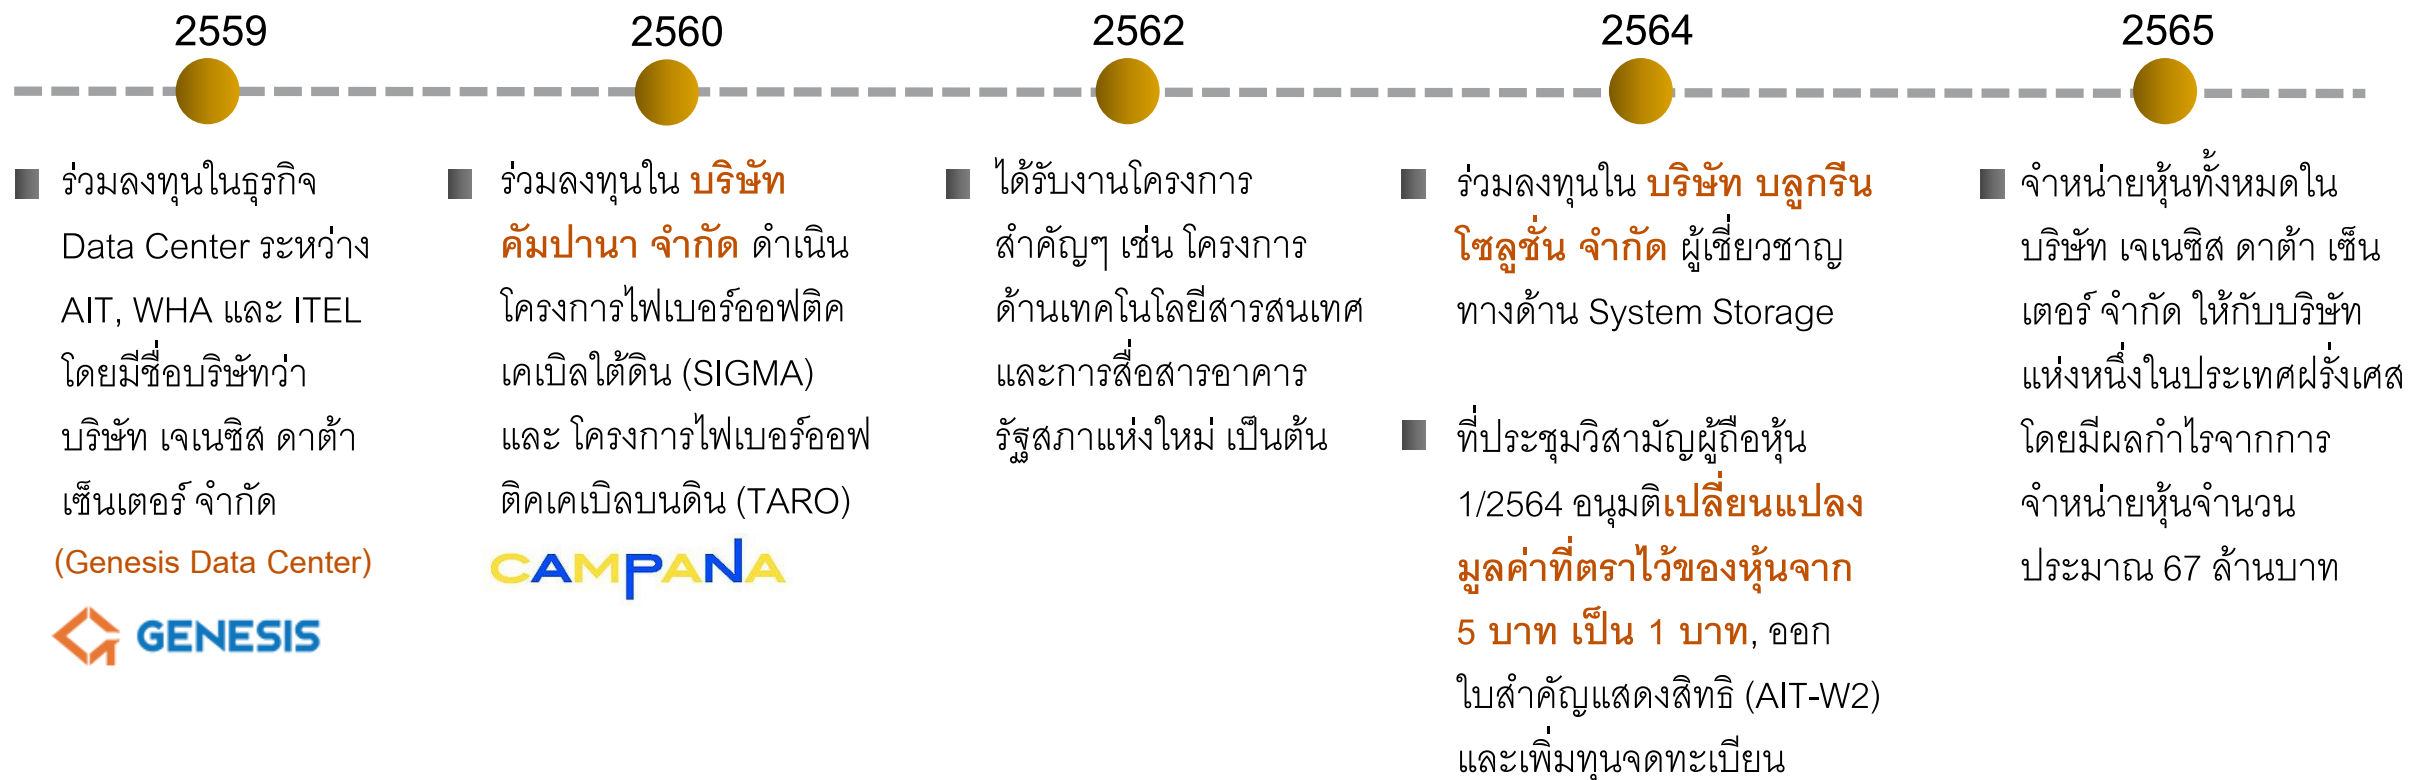 2559
ร่วมลงทุนในธุรกิจ
Data Center ระหว่าง
AIT, WHA และ ITEL
โดยมีชื่อบริษัทว่า
บริษัท เจเนซิส ดาต้า
เซ็นเตอร์ จำกัด
(Genesis Data Center)
GENESIS
2560
ร่วมลงทุนใน บริษัท
คัมปานา จำกัด ดำเนิน
โครงการไฟเบอร์ออฟติค
เคเบิลใต้ดิน (SIGMA)
และ โครงการไฟเบอร์ออฟ
ติคเคเบิลบนดิน (TARO)
CAMPANA
2562
ได้รับงานโครงการ
สำคัญๆ เช่น โครงการ
ด้านเทคโนโลยีสารสนเทศ
และการสื่อสารอาคาร
รัฐสภาแห่งใหม่ เป็นต้น
2564
ร่วมลงทุนใน บริษัท บลูกรีน
โซลูชั่น จำกัด ผู้เชี่ยวชาญ
ทางด้าน System Storage
ที่ประชุมวิสามัญผู้ถือหุ้น
1/2564 อนุมัติเปลี่ยนแปลง
มูลค่าที่ตราไว้ของหุ้นจาก
5 บาท เป็น 1 บาท, ออก
ใบสำคัญแสดงสิทธิ (AIT-W2)
และเพิ่มทุนจดทะเบียน
2565
จำหน่ายหุ้นทั้งหมดใน
บริษัท เจเนซิส ดาต้า เซ็น
เตอร์ จำกัด ให้กับบริษัท
แห่งหนึ่งในประเทศฝรั่งเศส
โดยมีผลกำไรจากการ
จำหน่ายหุ้นจำนวน
ประมาณ 67 ล้านบาท